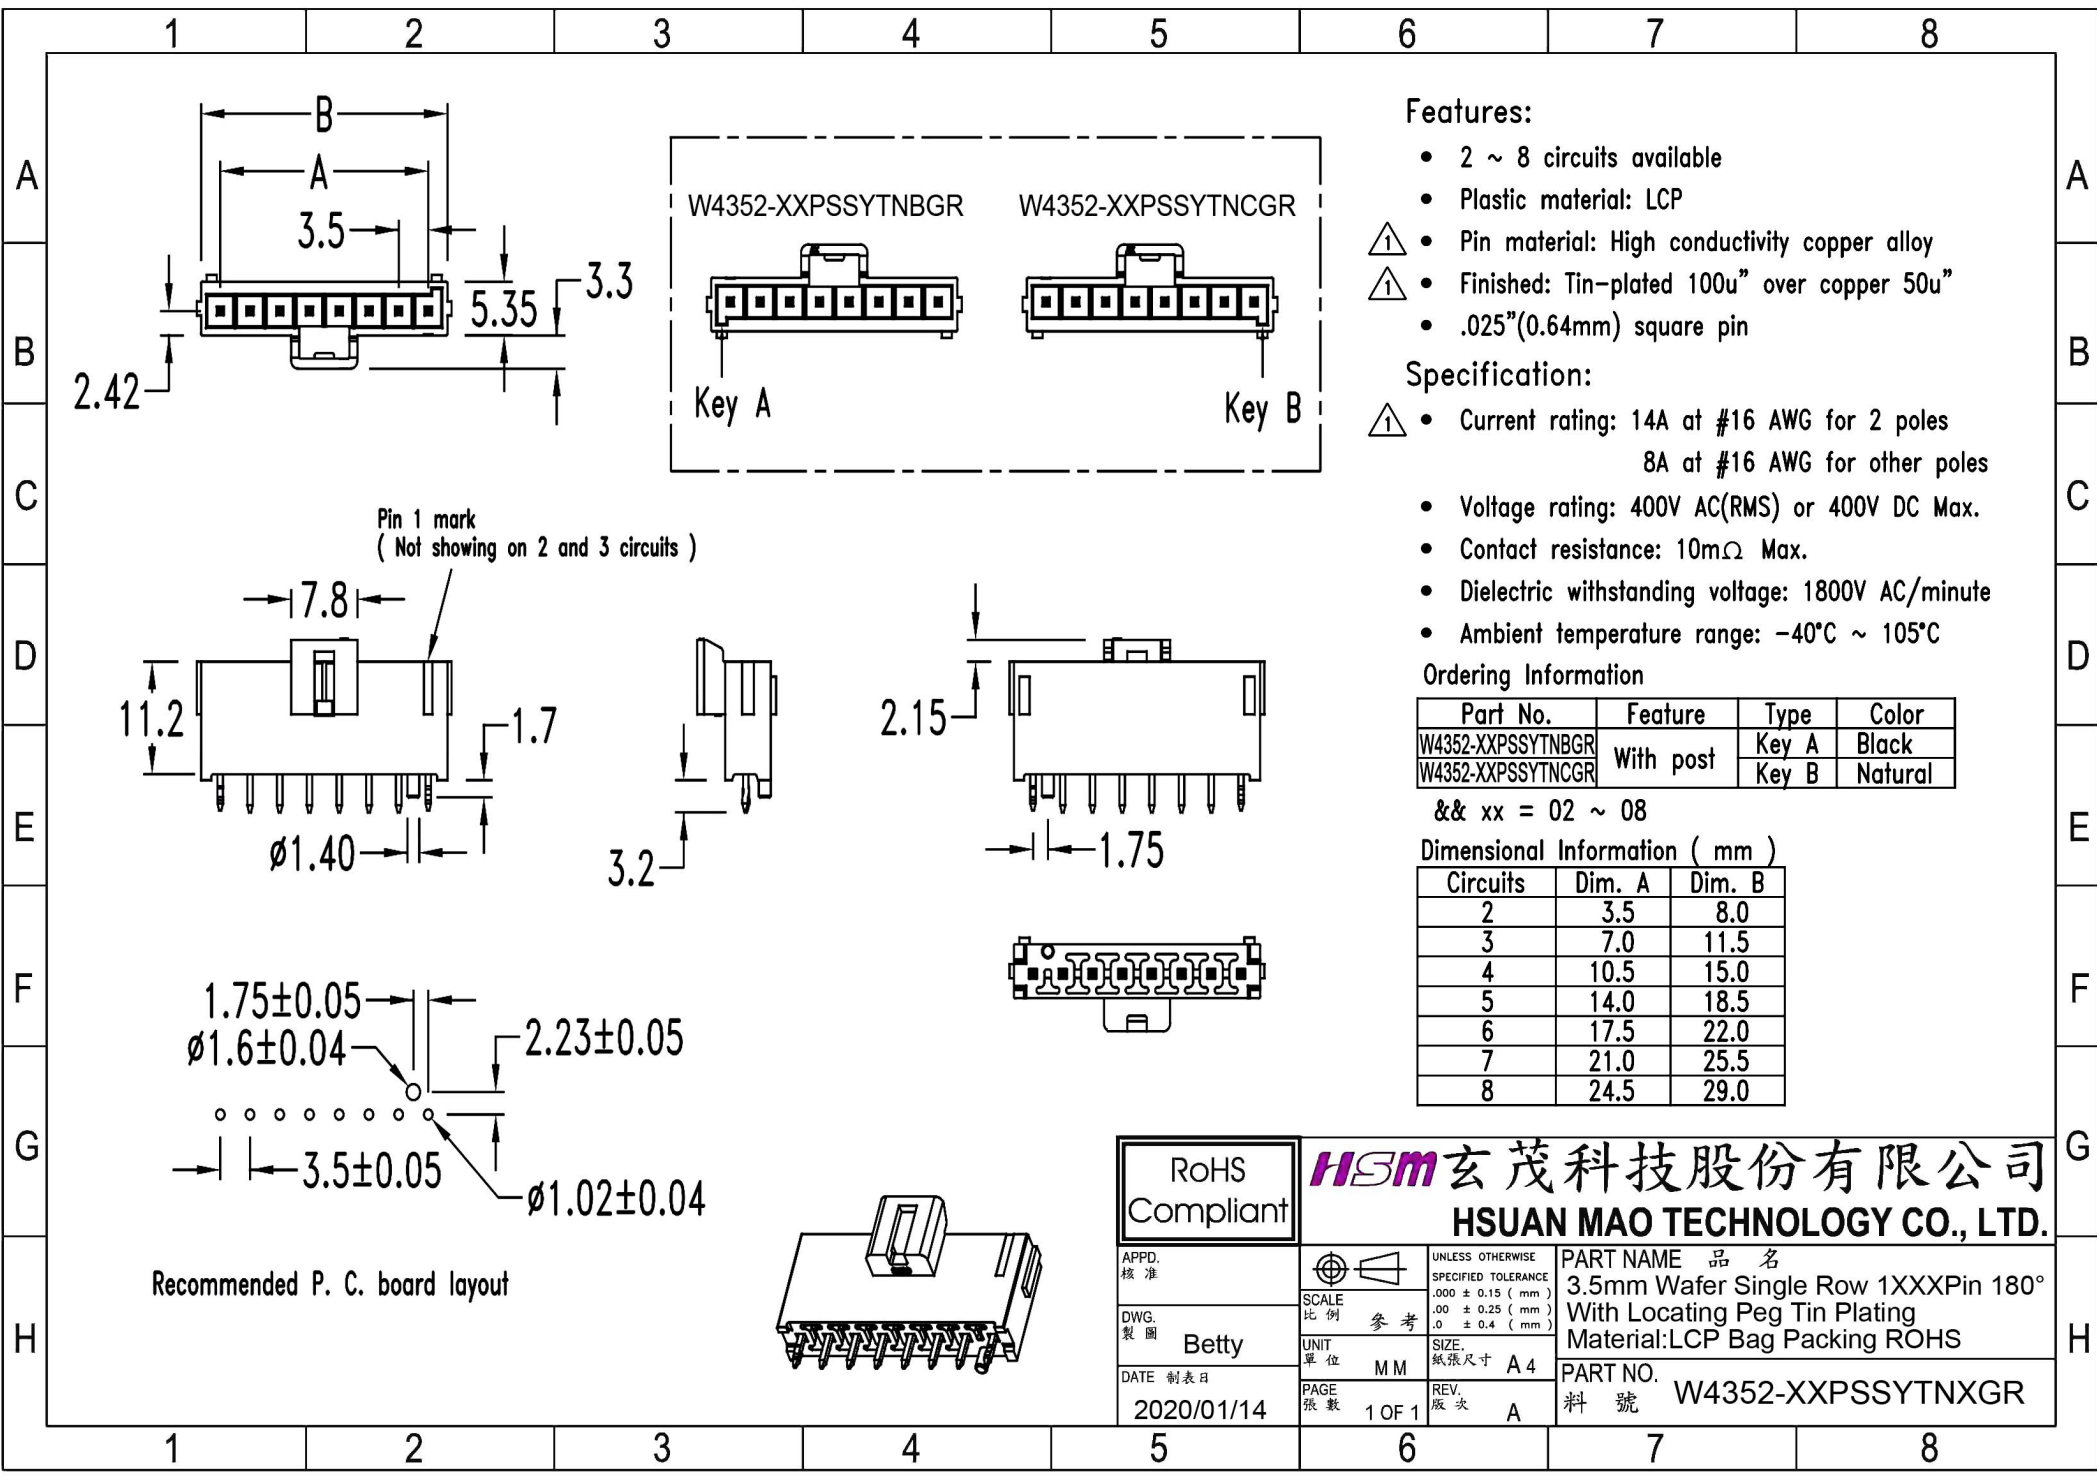 1 2 3 4 5 6 7 8
A
B
C
D
E
F
G
H
A
B
C
D
E
F
G
H
B
A
3.5
3.3
5.35
2.42
W4352-XXPSSYTNBGR W4352-XXPSSYTNCGR
Key A Key B
Pin 1 mark
( Not showing on 2 and 3 circuits )
7.8
11.2
1.7
ø1.40
3.2
2.15
1.75
1.75±0.05
ø1.6±0.04
2.23±0.05
3.5±0.05
ø1.02±0.04
Recommended P. C. board layout
Features:
• 2 ~ 8 circuits available
• Plastic material: LCP
1 • Pin material: High conductivity copper alloy
1 • Finished: Tin-plated 100u” over copper 50u”
• .025”(0.64mm) square pin
Specification:
1 • Current rating: 14A at #16 AWG for 2 poles
8A at #16 AWG for other poles
• Voltage rating: 400V AC(RMS) or 400V DC Max.
• Contact resistance: 10mΩ Max.
• Dielectric withstanding voltage: 1800V AC/minute
• Ambient temperature range: -40°C ~ 105°C
Ordering Information
Part No. Feature Type Color
W4352-XXPSSYTNBGR With post Key A Black
W4352-XXPSSYTNCGR Key B Natural
&& xx = 02 ~ 08
Dimensional Information ( mm )
Circuits Dim. A Dim. B
2 3.5 8.0
3 7.0 11.5
4 10.5 15.0
5 14.0 18.5
6 17.5 22.0
7 21.0 25.5
8 24.5 29.0
RoHS
Compliant
HSM 玄茂科技股份有限公司
HSUAN MAO TECHNOLOGY CO., LTD.
APPD.
核 准
DWG.
製 圖 Betty
DATE 制表日
2020/01/14
SCALE
比 例 參 考
UNIT
單 位 MM
PAGE
張 數 1 OF 1
UNLESS OTHERWISE
SPECIFIED TOLERANCE
.000 ± 0.15 ( mm )
.00 ± 0.25 ( mm )
.0 ± 0.4 ( mm )
SIZE.
紙張尺寸 A4
REV.
版 次 A
PART NAME 品 名
3.5mm Wafer Single Row 1XXXPin 180°
With Locating Peg Tin Plating
Material:LCP Bag Packing ROHS
PART NO.
料 號 W4352-XXPSSYTNXGR
1 2 3 4 5 6 7 8